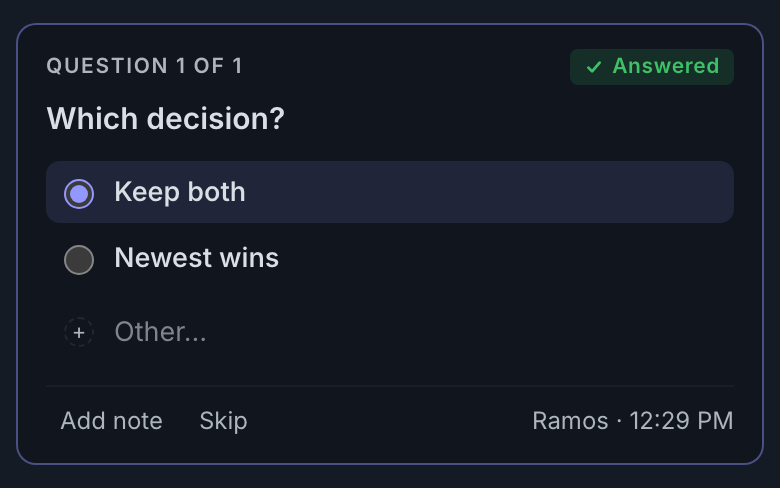 QUESTION 1 OF 1
Answered
Which decision?
Keep both
Newest wins
Other...
Add note Skip Ramos · 12:29 PM